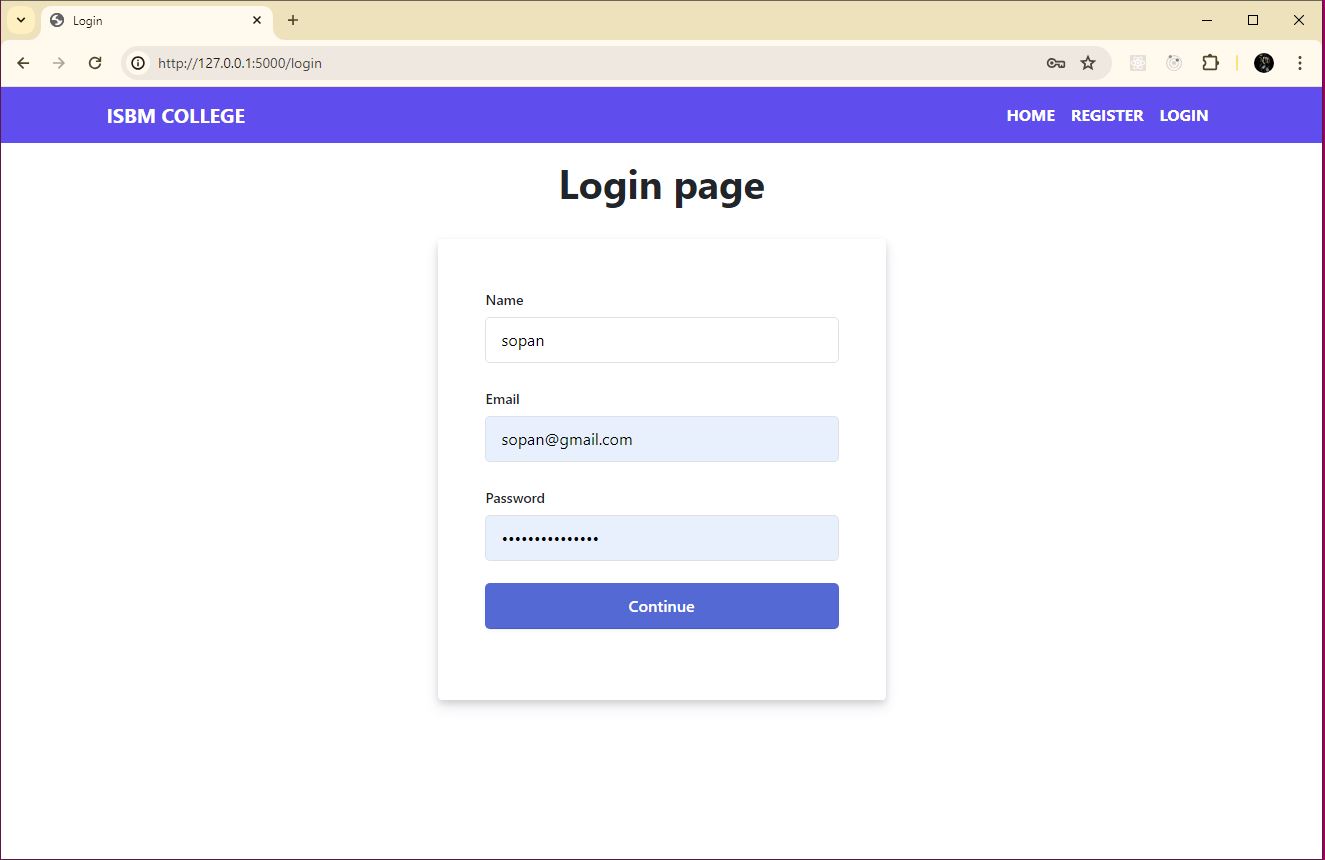 Login
http://127.0.0.1:5000/login
ISBM COLLEGE HOME REGISTER LOGIN
Login page
Name
sopan
Email
sopan@gmail.com
Password
•••••••••••••••
Continue